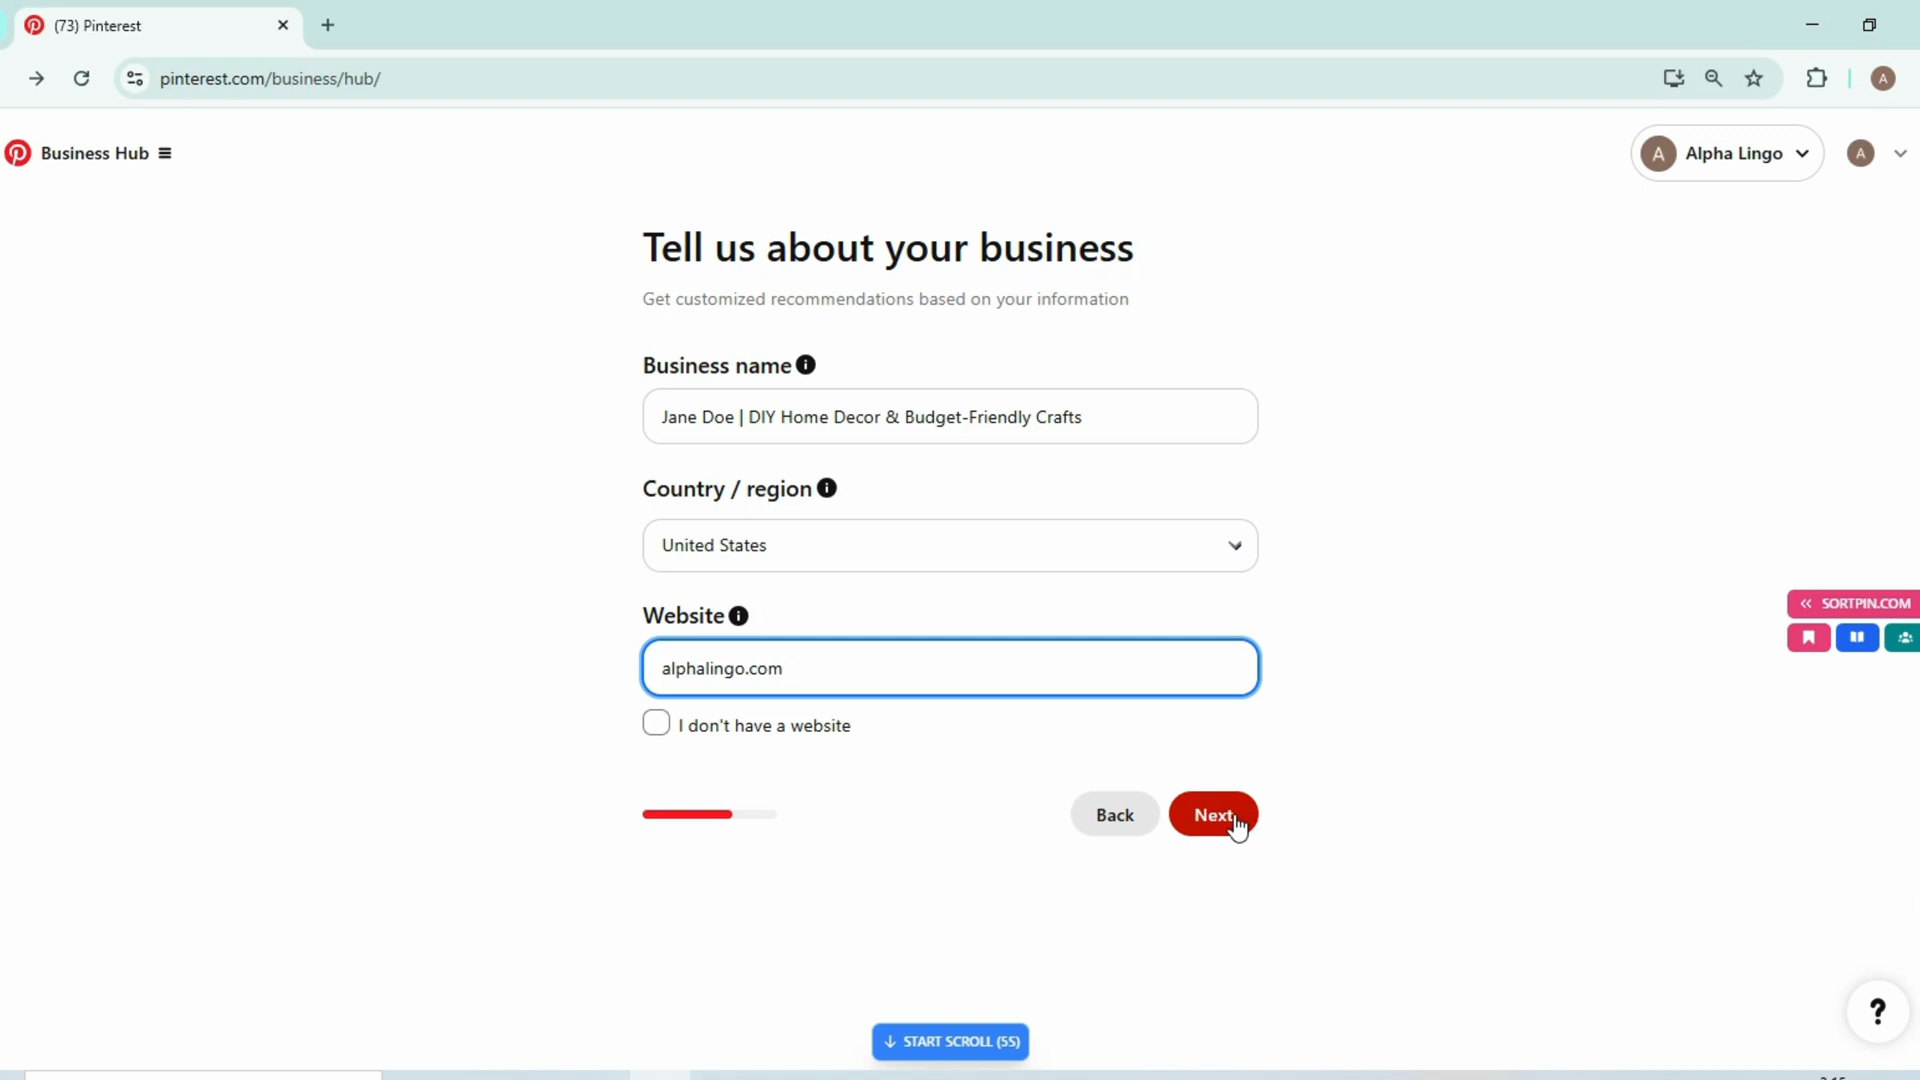 (73) Pinterest
pinterest.com/business/hub/
A
Business Hub
A Alpha Lingo
A
Tell us about your business
Get customized recommendations based on your information
Business name
Jane Doe | DIY Home Decor & Budget-Friendly Crafts
Country / region
United States
Website
alphalingo.com
I don't have a website
Back
Next
SORTPIN.COM
START SCROLL (5S)
?